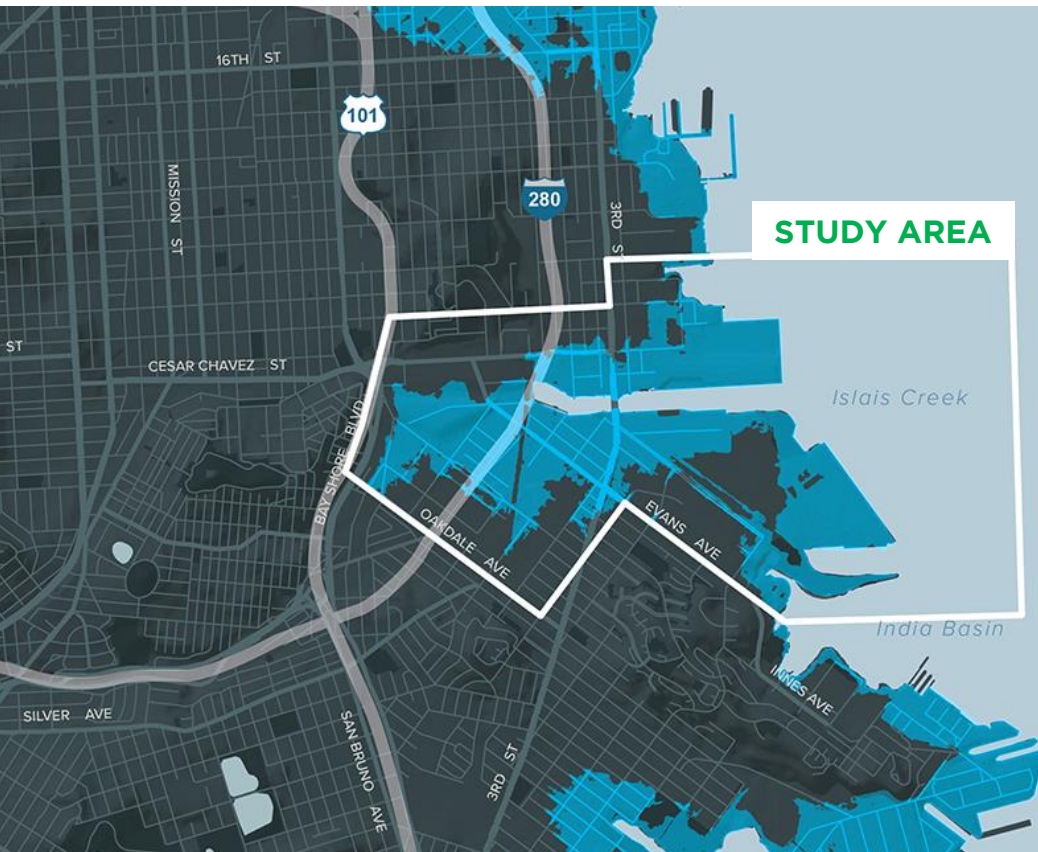 16TH ST
101
MISSION ST
280
3RD ST
STUDY AREA
ST
CESAR CHAVEZ ST
Islais Creek
BAY SHORE BLVD
OAKDALE AVE
EVANS AVE
India Basin
INNES AVE
SILVER AVE
SAN BRUNO AVE
3RD ST